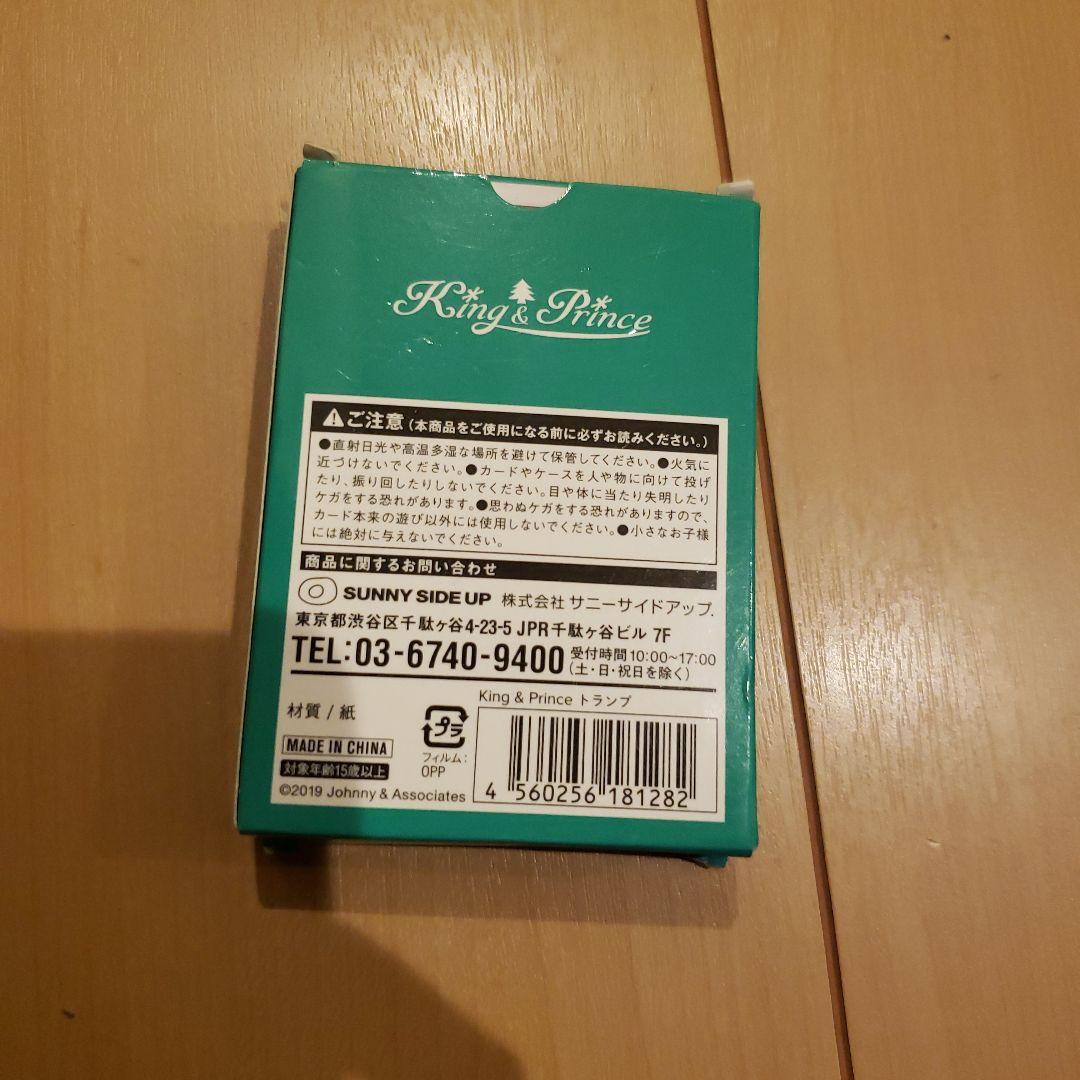 King & Prince
ご注意(本商品をご使用になる前に必ずお読みください。)
●直射日光や高温多湿な場所を避けて保管してください。●火気に
近づけないでください。●カードやケースを人や物に向けて投げ
たり、振り回したりしないでください。目や体に当たり失明したり
ケガをする恐れがあります。●思わぬケガをする恐れがありますので、
カード本来の遊び以外には使用しないでください。●小さなお子様
には絶対に与えないでください。
商品に関するお問い合わせ
SUNNY SIDE UP 株式会社 サニーサイドアップ.
東京都渋谷区千駄ヶ谷4-23-5 JPR千駄ヶ谷ビル 7F
TEL:03-6740-9400 受付時間10:00~17:00
(土・日・祝日を除く)
King & Prince トランプ
材質 / 紙
プラ
フィルム:
OPP
MADE IN CHINA
対象年齢15歳以上
©2019 Johnny & Associates
4 560256 181282